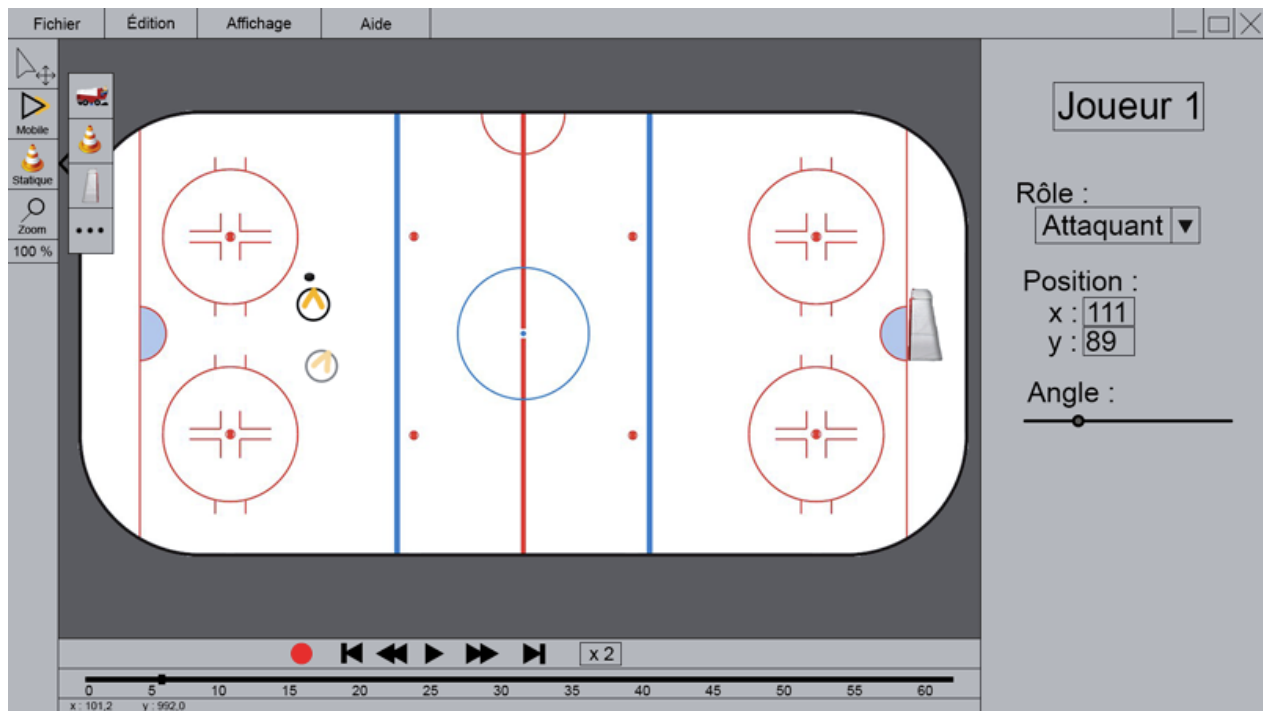 Fichier Édition Affichage Aide
Mobile
Statique
Zoom
100 %
Joueur 1
Rôle :
Attaquant
Position :
x : 111
y : 89
Angle :
x 2
0 5 10 15 20 25 30 35 40 45 50 55 60
x : 101,2 y : 992,0